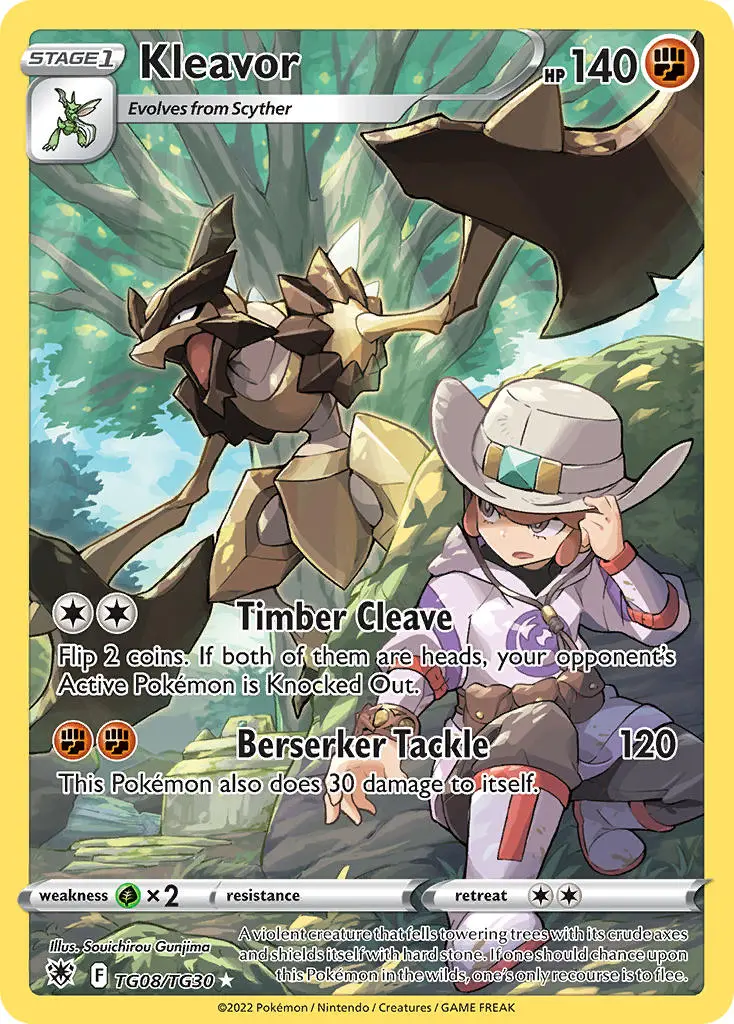 STAGE1
Kleavor
HP 140
Evolves from Scyther
Timber Cleave
Flip 2 coins. If both of them are heads, your opponent's
Active Pokémon is Knocked Out.
Berserker Tackle 120
This Pokémon also does 30 damage to itself.
weakness ×2 resistance retreat
Illus. Souichirou Gunjima
A violent creature that fells towering trees with its crude axes
and shields itself with hard stone. If one should chance upon
this Pokémon in the wilds, one's only recourse is to flee.
F TG08/TG30 ★
©2022 Pokémon / Nintendo / Creatures / GAME FREAK